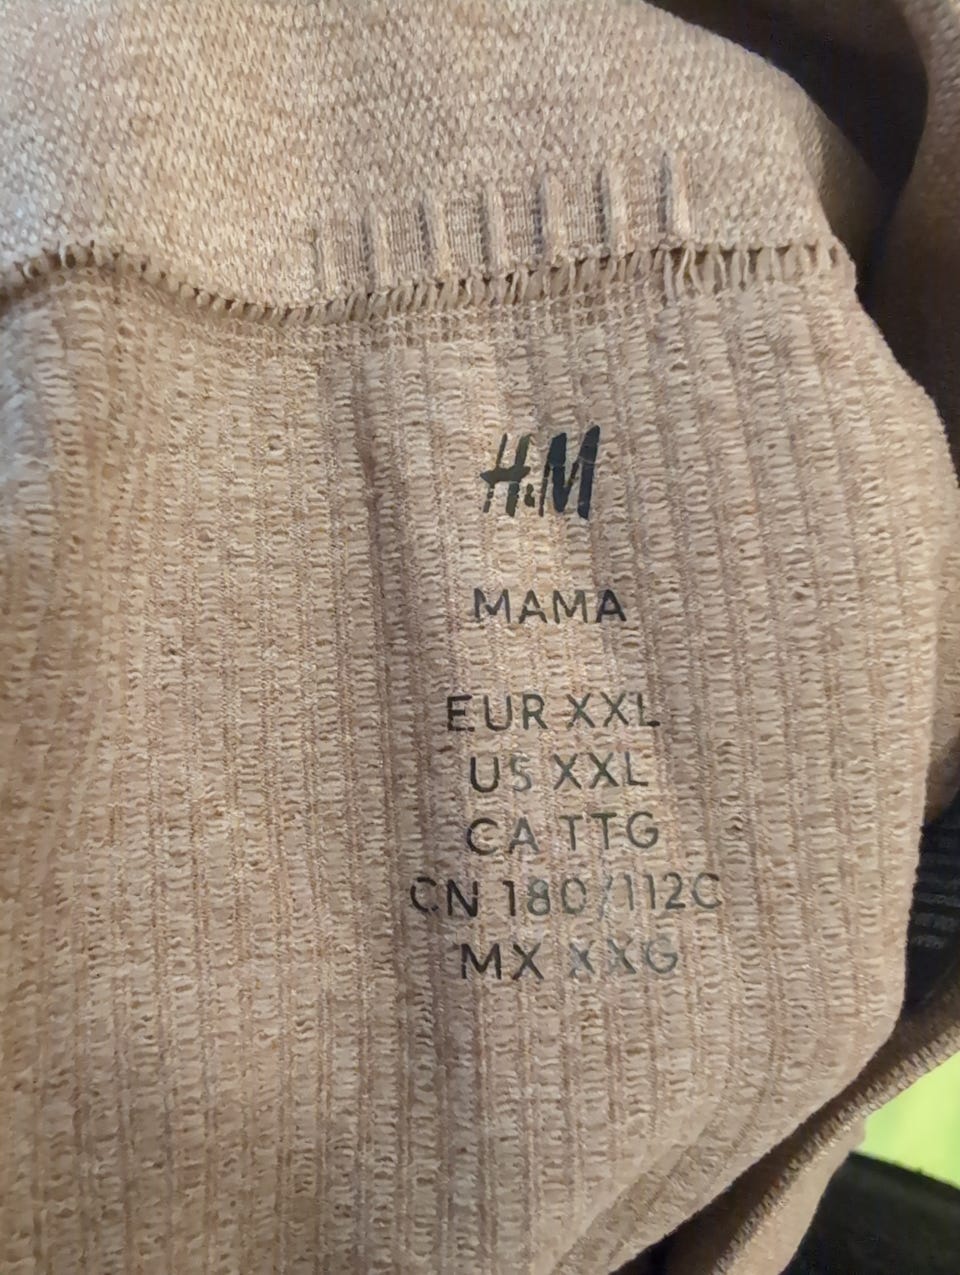 H&M
MAMA
EUR XXL
US XXL
CA TTG
CN 180/112C
MX XXG